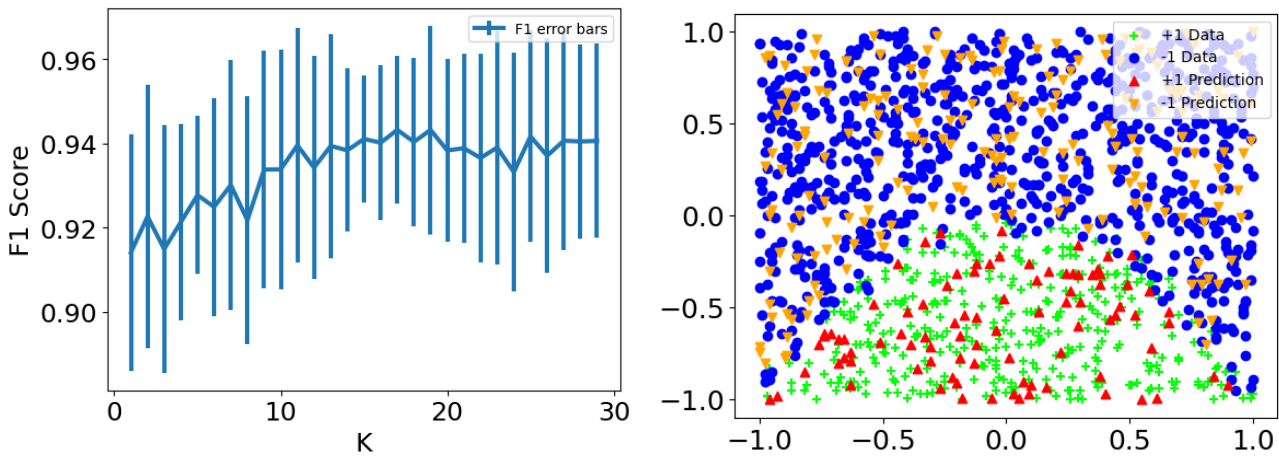 F1 error bars
0.96
0.94
0.92
0.90
F1 Score
0
10
20
30
K
+1 Data
-1 Data
+1 Prediction
-1 Prediction
1.0
0.5
0.0
−0.5
−1.0
−1.0
−0.5
0.0
0.5
1.0